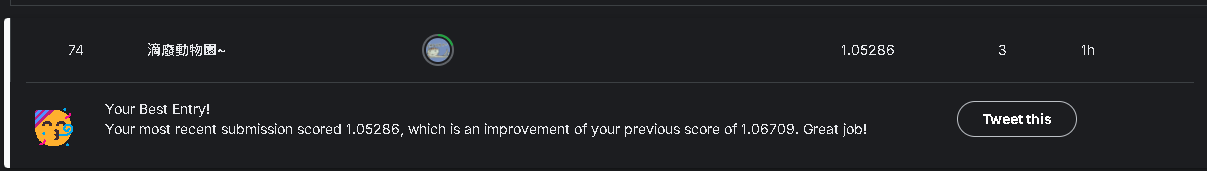 74 滴廢動物園~ 1.05286 3 1h
Your Best Entry!
Your most recent submission scored 1.05286, which is an improvement of your previous score of 1.06709. Great job!
Tweet this